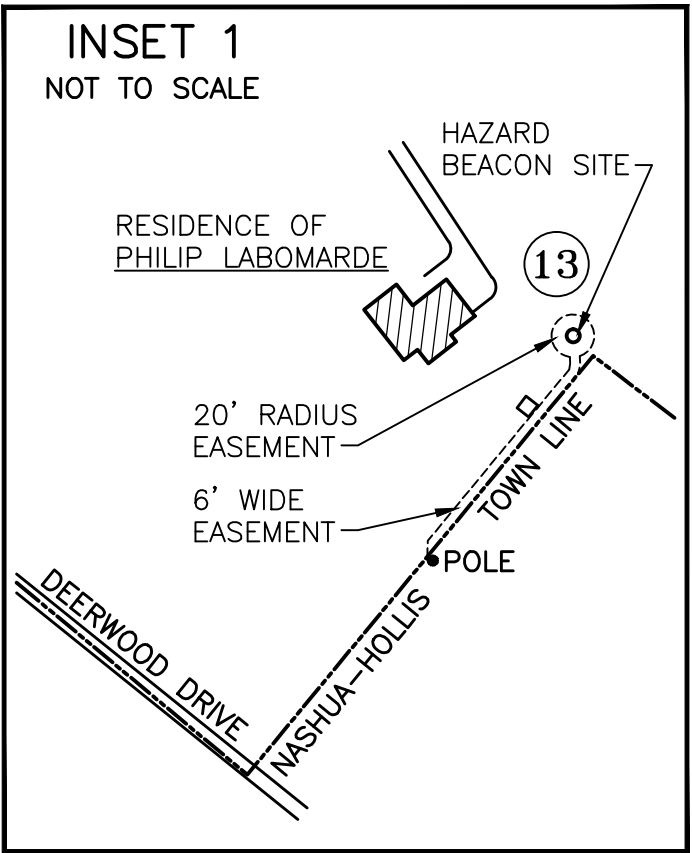 INSET 1
NOT TO SCALE
HAZARD
BEACON SITE
RESIDENCE OF
PHILIP LABOMARDE
13
20' RADIUS
EASEMENT
6' WIDE
EASEMENT
TOWN LINE
POLE
NASHUA-HOLLIS
DEERWOOD DRIVE